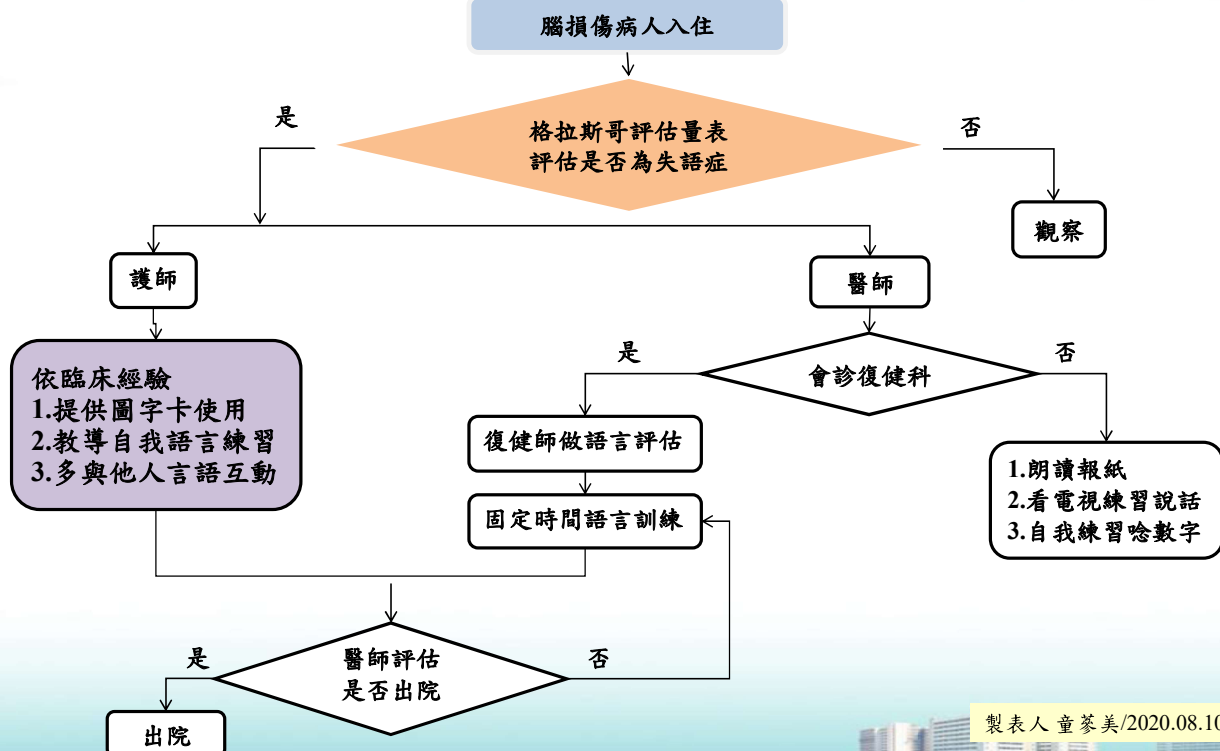 腦損傷病人入住
格拉斯哥評估量表
評估是否為失語症
是
否
觀察
護師
醫師
依臨床經驗
1.提供圖字卡使用
2.教導自我語言練習
3.多與他人言語互動
會診復健科
是
否
復健師做語言評估
固定時間語言訓練
1.朗讀報紙
2.看電視練習說話
3.自我練習唸數字
醫師評估
是否出院
是
否
出院
製表人 童蔘美/2020.08.10